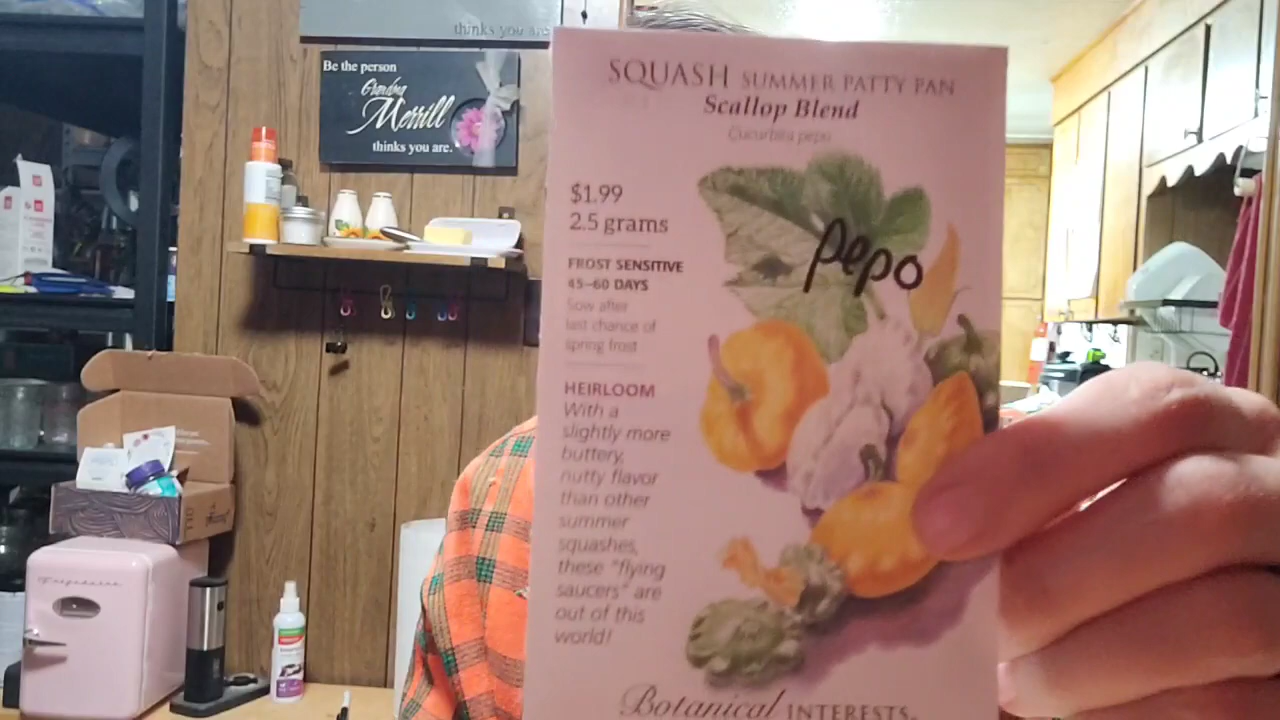 thinks you are
Be the person
Grandma
Merrill
thinks you are.
SQUASH SUMMER PATTY PAN
Scallop Blend
Cucurbita pepo
$1.99
2.5 grams
FROST SENSITIVE
45–60 DAYS
Sow after
last chance of
spring frost
HEIRLOOM
With a
slightly more
buttery,
nutty flavor
than other
summer
squashes,
these "flying
saucers" are
out of this
world!
pepo
Botanical INTERESTS®
Frigidaire